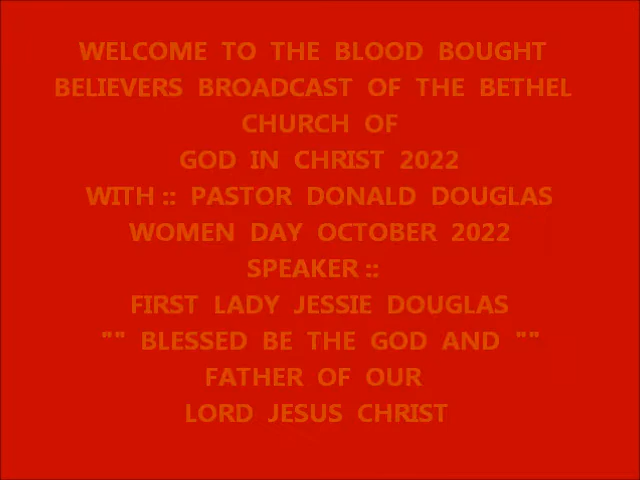 WELCOME TO THE BLOOD BOUGHT
BELIEVERS BROADCAST OF THE BETHEL
CHURCH OF
GOD IN CHRIST 2022
WITH :: PASTOR DONALD DOUGLAS
WOMEN DAY OCTOBER 2022
SPEAKER ::
FIRST LADY JESSIE DOUGLAS
"" BLESSED BE THE GOD AND ""
FATHER OF OUR
LORD JESUS CHRIST